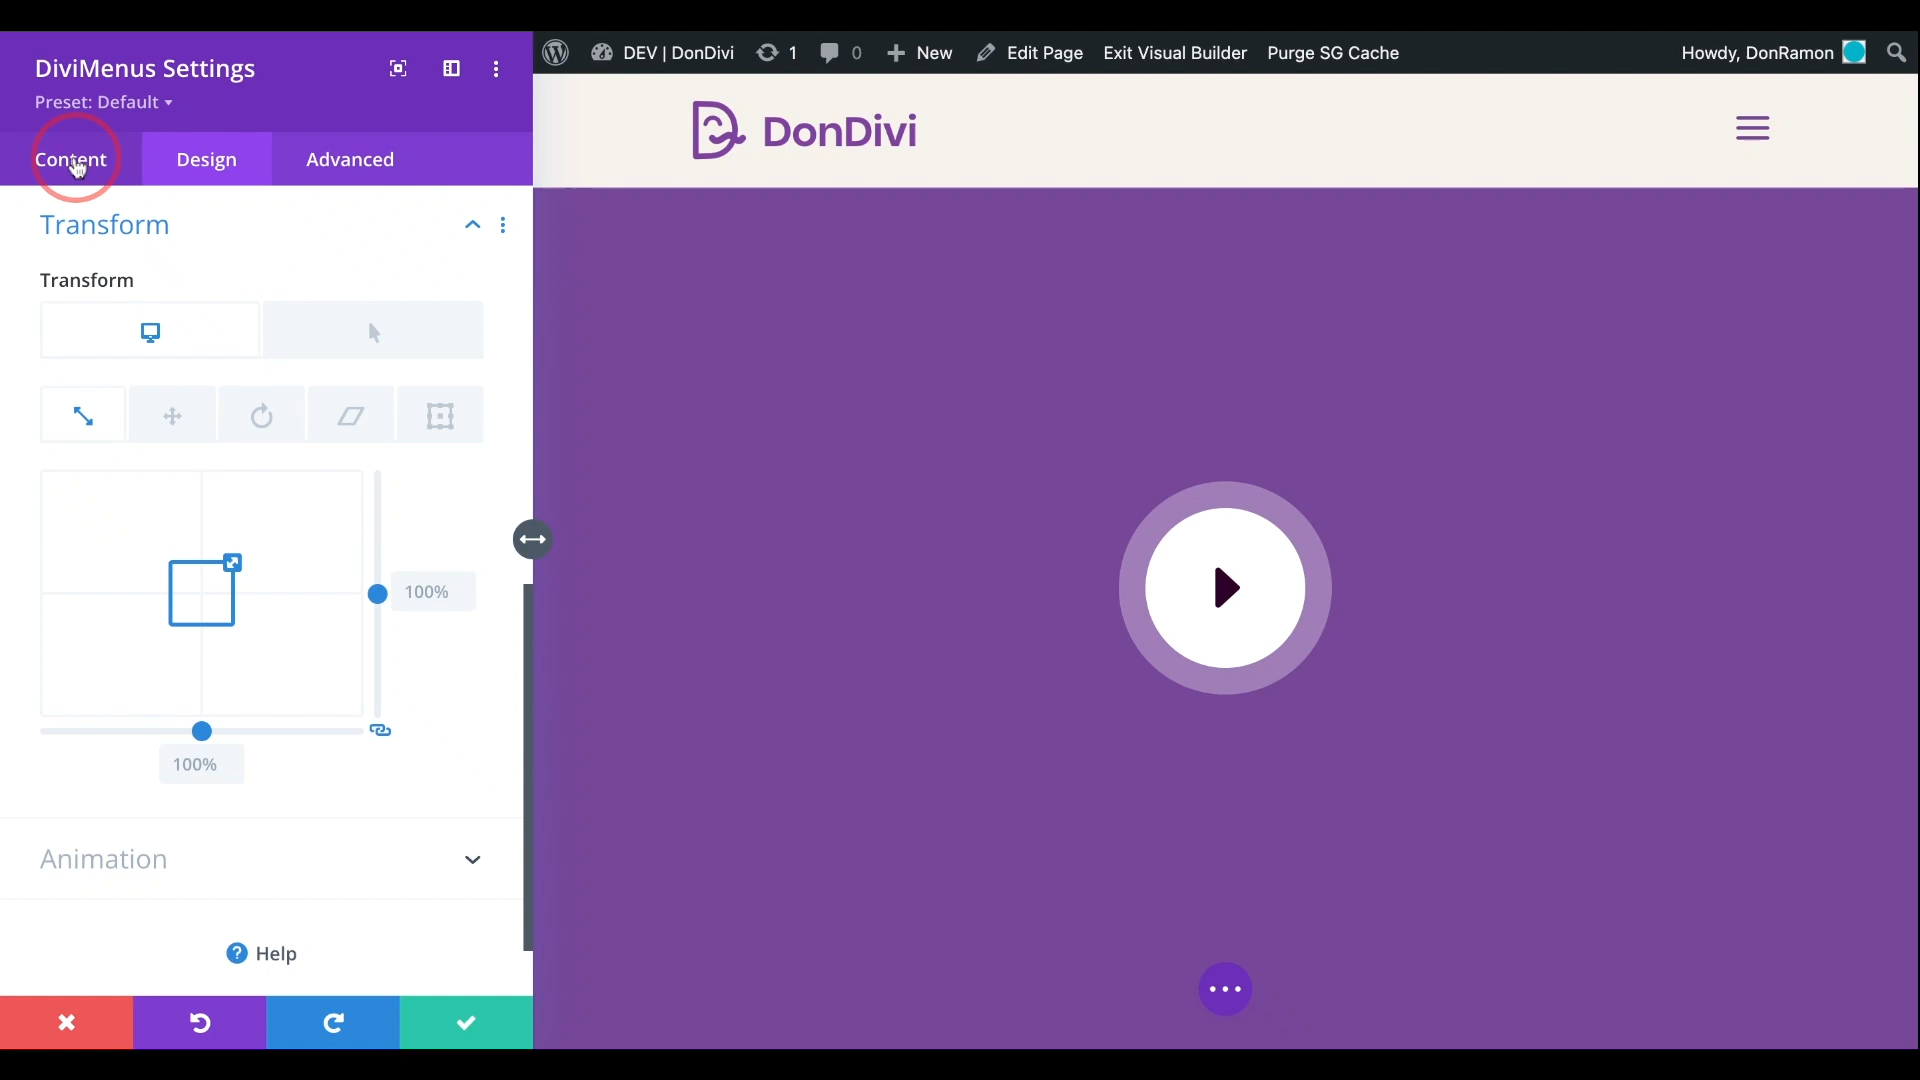 DiviMenus Settings
Preset: Default
Content
Design
Advanced
Transform
Transform
100%
100%
Animation
Help
DEV | DonDivi
1
0
New
Edit Page
Exit Visual Builder
Purge SG Cache
Howdy, DonRamon
DonDivi